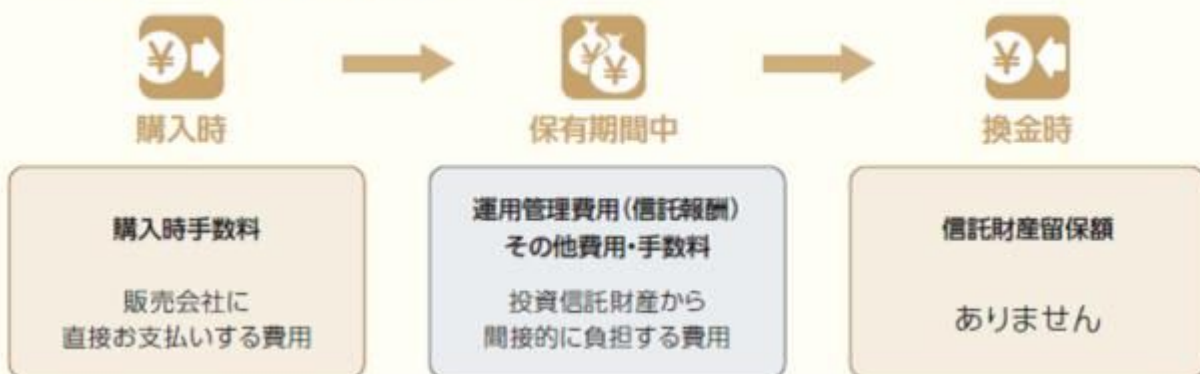 ¥
¥ ¥
¥
購入時
保有期間中
換金時
購入時手数料
販売会社に
直接お支払いする費用
運用管理費用(信託報酬)
その他費用・手数料
投資信託財産から
間接的に負担する費用
信託財産留保額
ありません